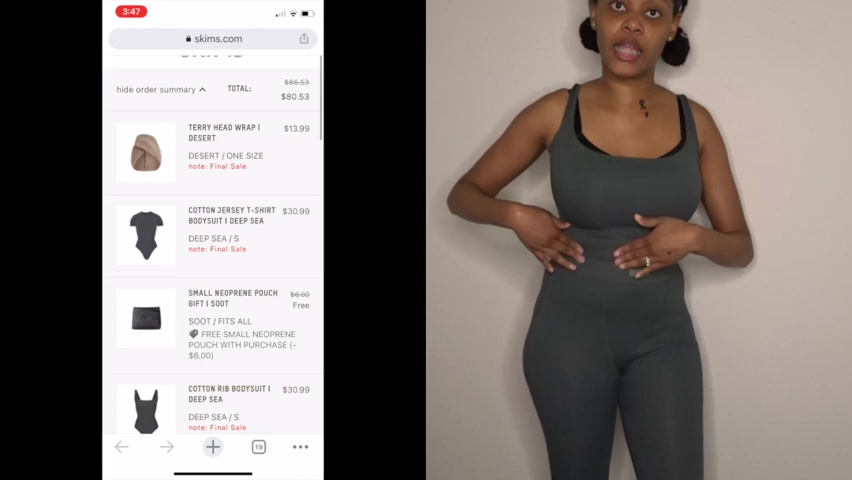 3:47
skims.com
hide order summary
TOTAL:
$86.53
$80.53
TERRY HEAD WRAP |
DESERT
$13.99
DESERT / ONE SIZE
note: Final Sale
COTTON JERSEY T-SHIRT
BODYSUIT | DEEP SEA
$30.99
DEEP SEA / S
note: Final Sale
SMALL NEOPRENE POUCH
GIFT | SOOT
$6.00
Free
SOOT / FITS ALL
FREE SMALL NEOPRENE
POUCH WITH PURCHASE (-
$6.00)
COTTON RIB BODYSUIT |
DEEP SEA
$30.99
DEEP SEA / S
note: Final Sale
19